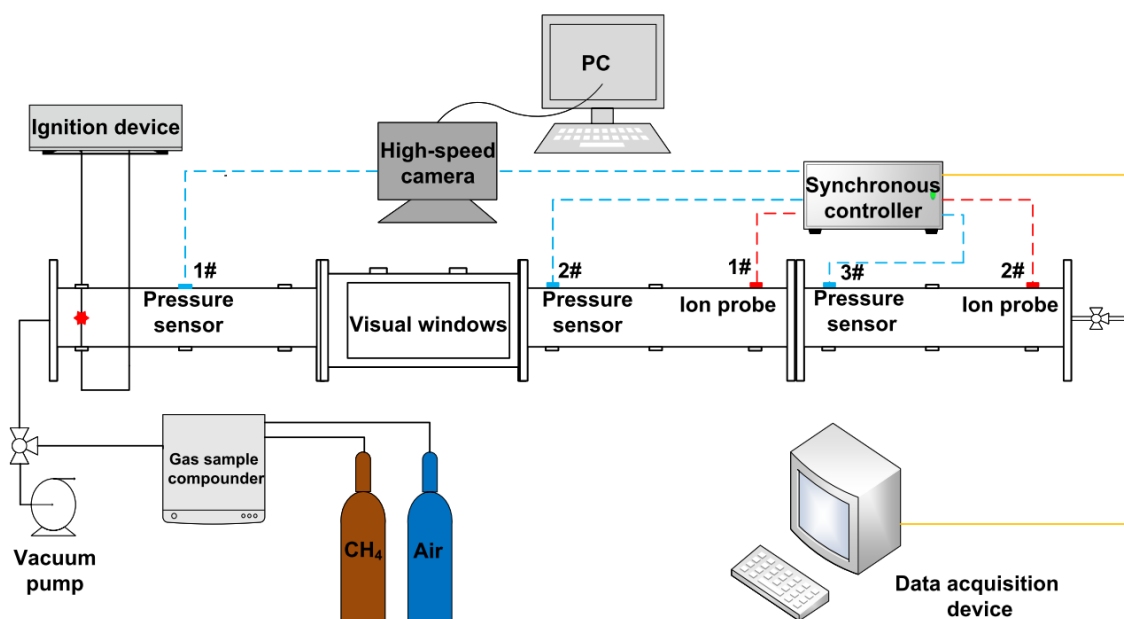 PC
Ignition device
High-speed
camera
Synchronous
controller
1#
2#
1#
3#
2#
Pressure
sensor
Visual windows
Pressure
sensor
Ion probe
Pressure
sensor
Ion probe
Gas sample
compounder
CH₄
Air
Vacuum
pump
Data acquisition
device